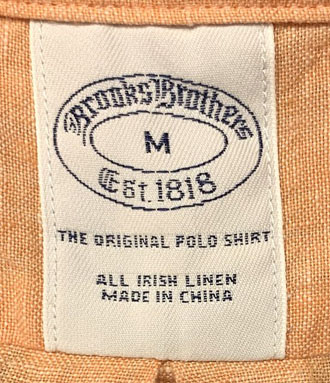 Brooks Brothers
M
Est. 1818
THE ORIGINAL POLO SHIRT
ALL IRISH LINEN
MADE IN CHINA